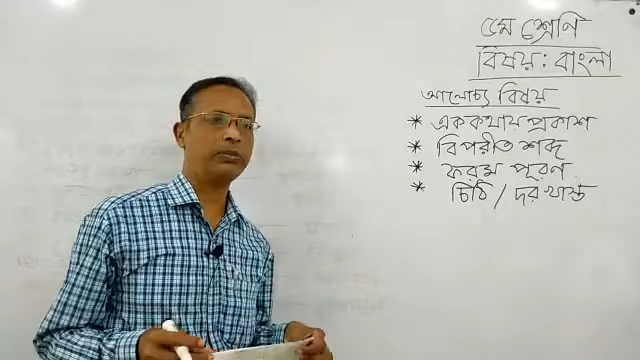 ৫ম শ্রেণি
বিষয়: বাংলা
আলোচ্য বিষয়
* এককথায় প্রকাশ
* বিপরীত শব্দ
* ফরম পূরণ
* চিঠি / দরখাস্ত